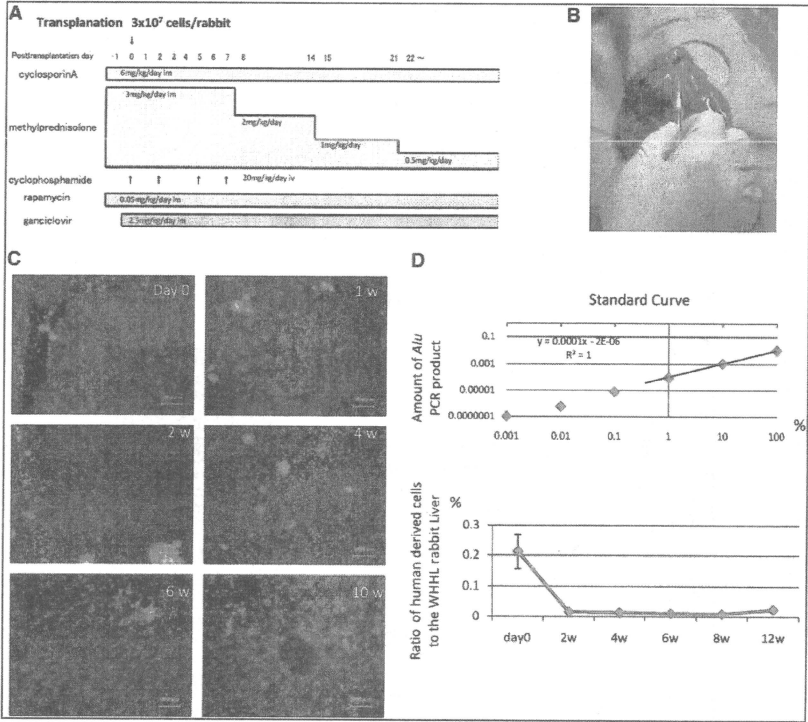 A
Transplanation 3x10⁷ cells/rabbit
Posttransplantation day -1 0 1 2 3 4 5 6 7 8 14 15 21 22 ~
cyclosporinA 6mg/kg/day im
methylprednisolone 3mg/kg/day im
2mg/kg/day
1mg/kg/day
0.5mg/kg/day
cyclophosphamide 20mg/kg/day iv
rapamycin 0.05mg/kg/day im
ganciclovir 2.5mg/kg/day im
B
C
Day 0
1 w
2 w
4 w
6 w
10 w
D
Standard Curve
Amount of Alu
PCR product
y = 0.0001x - 2E-06
R² = 1
0.1
0.001
0.00001
0.0000001
0.001 0.01 0.1 1 10 100 %
Ratio of human derived cells
to the WHHL rabbit Liver
%
0.3
0.2
0.1
0
day0 2w 4w 6w 8w 12w